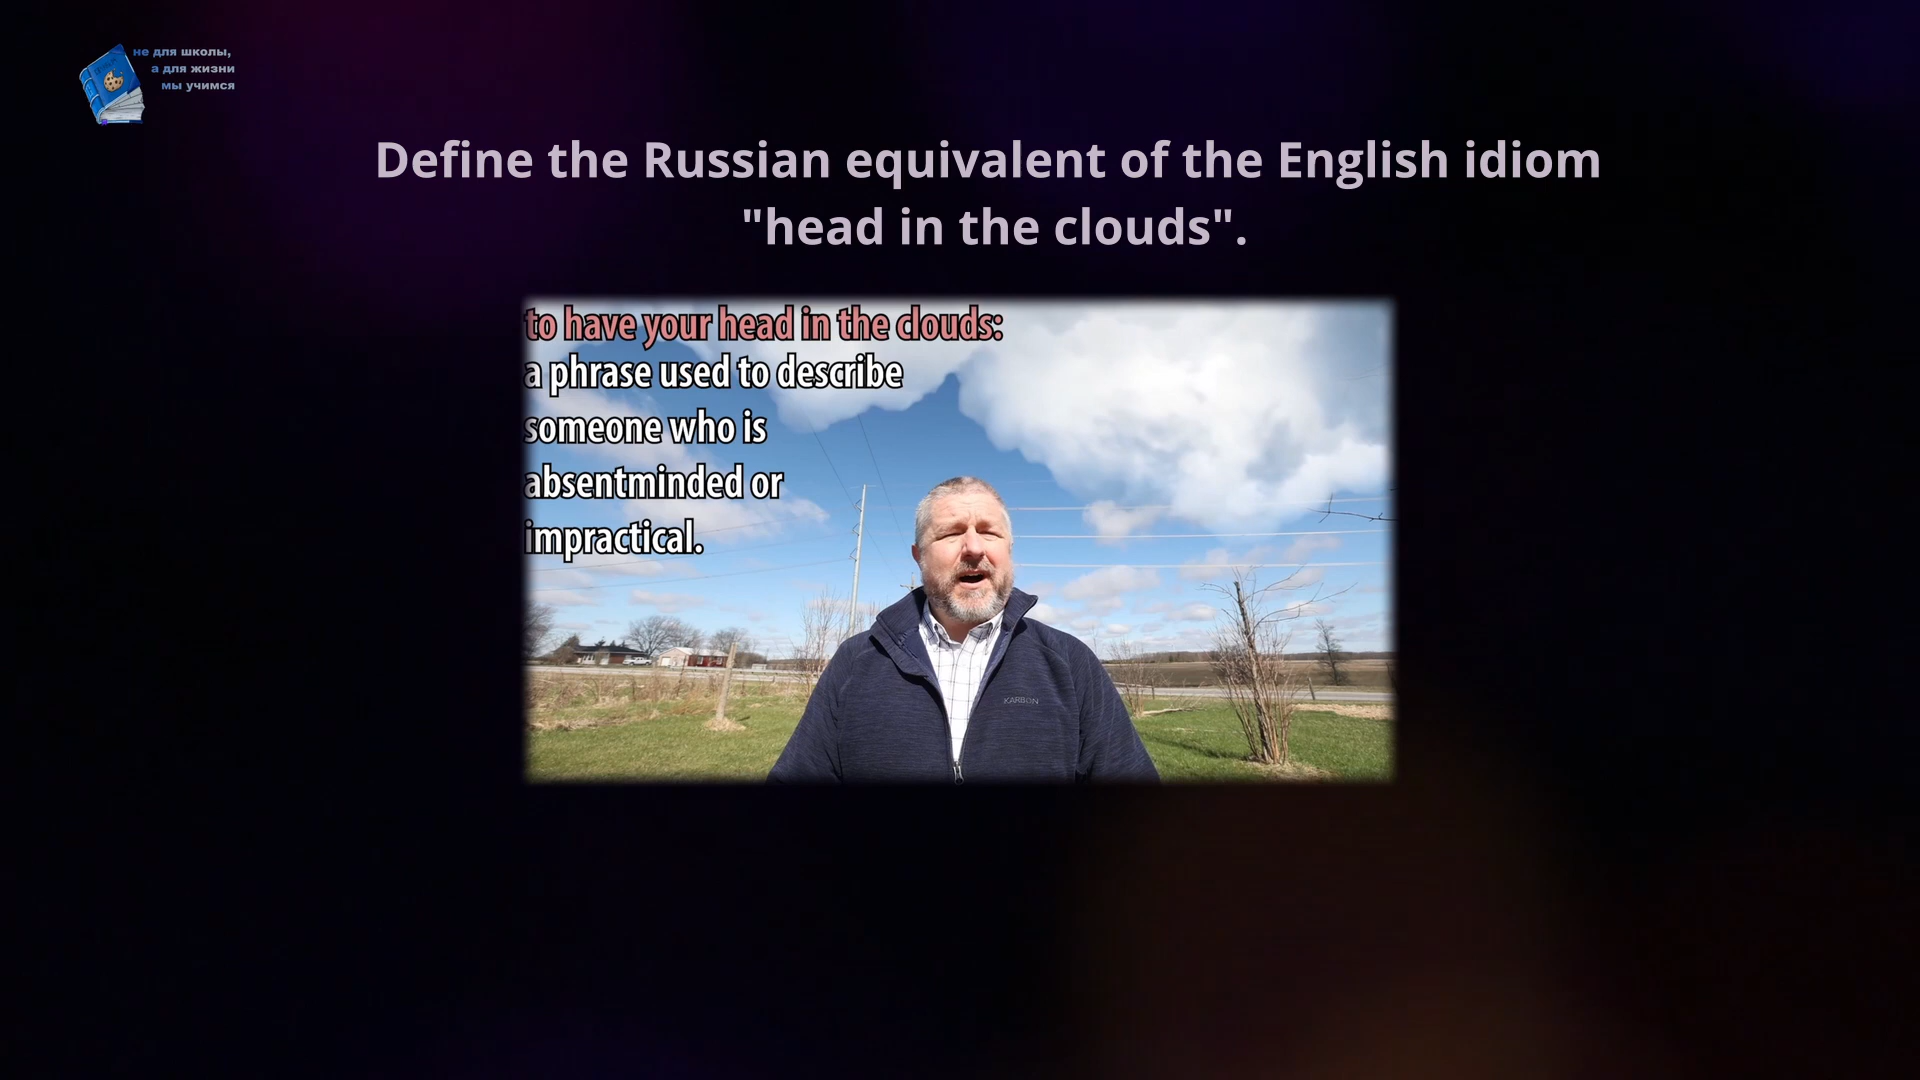 не для школы,
а для жизни
мы учимся
Define the Russian equivalent of the English idiom
"head in the clouds".
to have your head in the clouds:
a phrase used to describe
someone who is
absentminded or
impractical.
KARBON